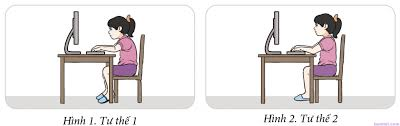 Hình 1. Tư thế 1
Hình 2. Tư thế 2